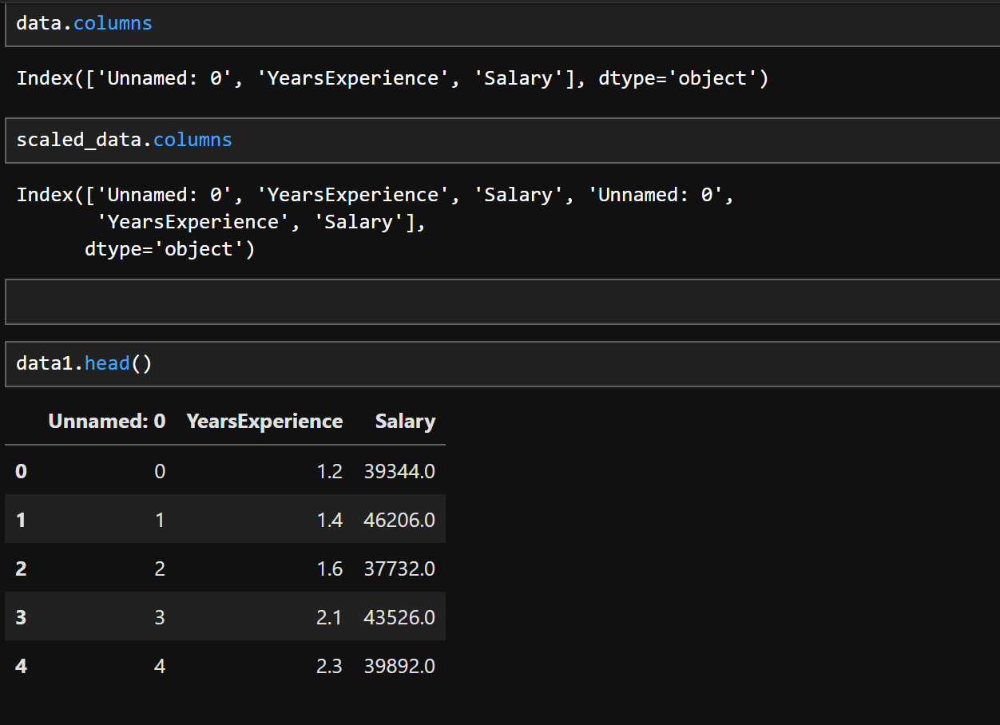 data.columns
Index(['Unnamed: 0', 'YearsExperience', 'Salary'], dtype='object')
scaled_data.columns
Index(['Unnamed: 0', 'YearsExperience', 'Salary', 'Unnamed: 0',
       'YearsExperience', 'Salary'],
      dtype='object')
data1.head()
Unnamed: 0 YearsExperience Salary
0 0 1.2 39344.0
1 1 1.4 46206.0
2 2 1.6 37732.0
3 3 2.1 43526.0
4 4 2.3 39892.0